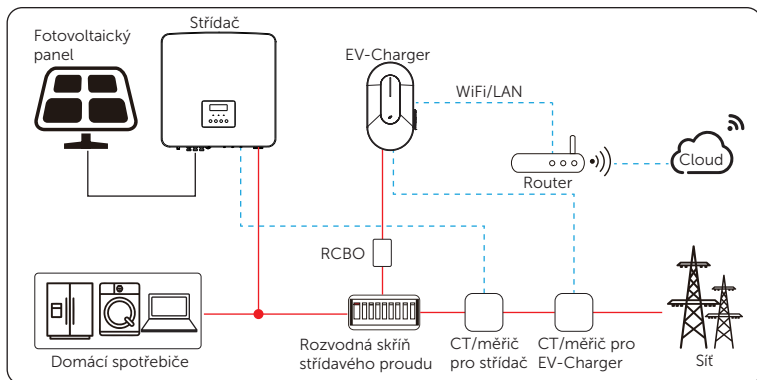 Střídač
Fotovoltaický
panel
EV-Charger
WiFi/LAN
Cloud
Router
RCBO
Domácí spotřebiče
Rozvodná skříň
střídavého proudu
CT/měřič
pro střídač
CT/měřič pro
EV-Charger
Síť